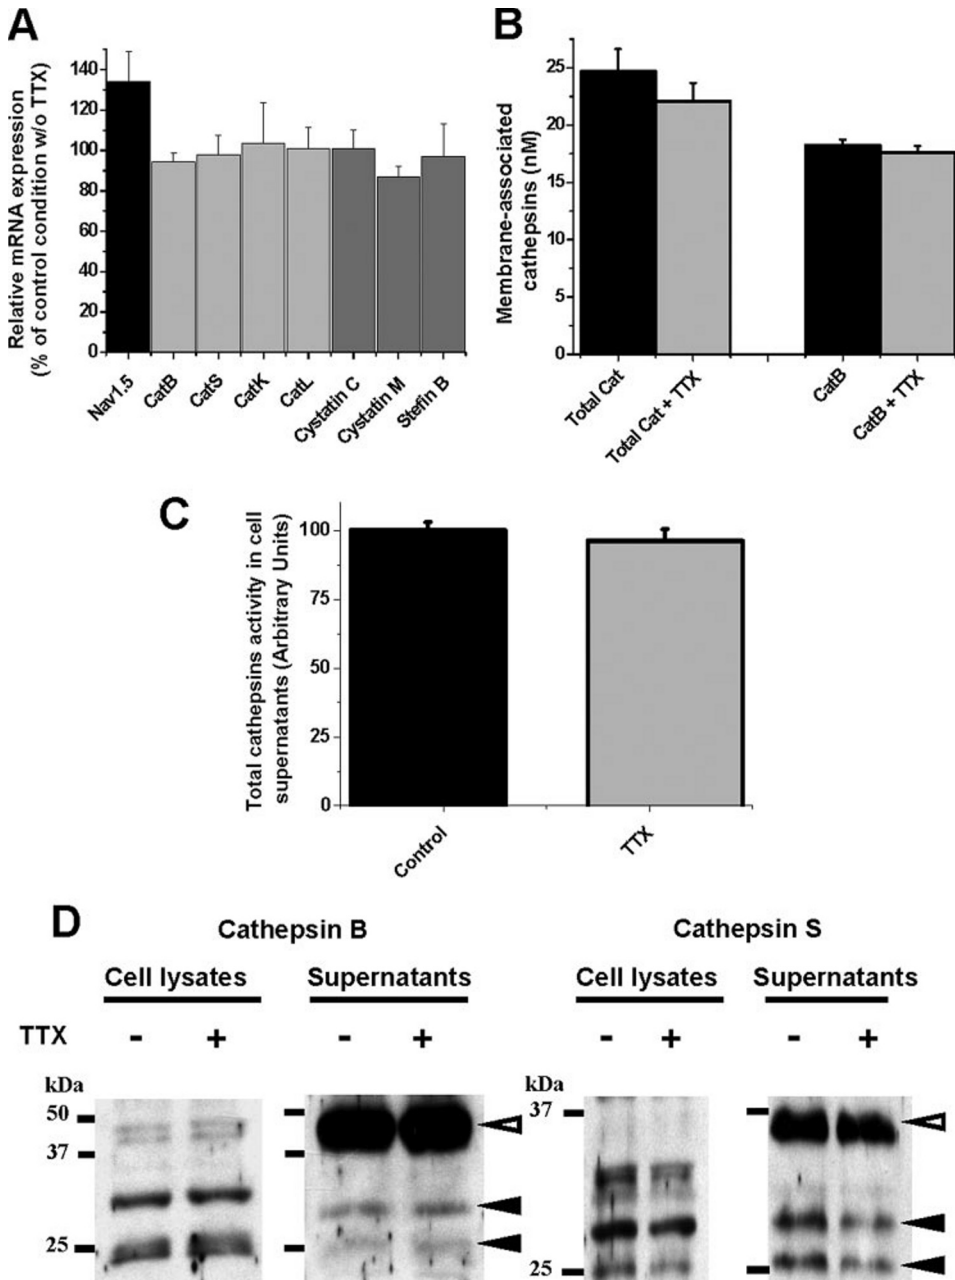 A
Relative mRNA expression
(% of control condition w/o TTX)
140
120
100
80
60
40
20
0
Nav1.5
CatB
CatS
CatK
CatL
Cystatin C
Cystatin M
Stefin B
B
Membrane-associated
cathepsins (nM)
25
20
15
10
5
0
Total Cat
Total Cat + TTX
CatB
CatB + TTX
C
Total cathepsins activity in cell
supernatants (Arbitrary Units)
100
75
50
25
0
Control
TTX
D
Cathepsin B
Cathepsin S
Cell lysates
Supernatants
Cell lysates
Supernatants
TTX - + - + - + - +
kDa
50
37
25
37
25